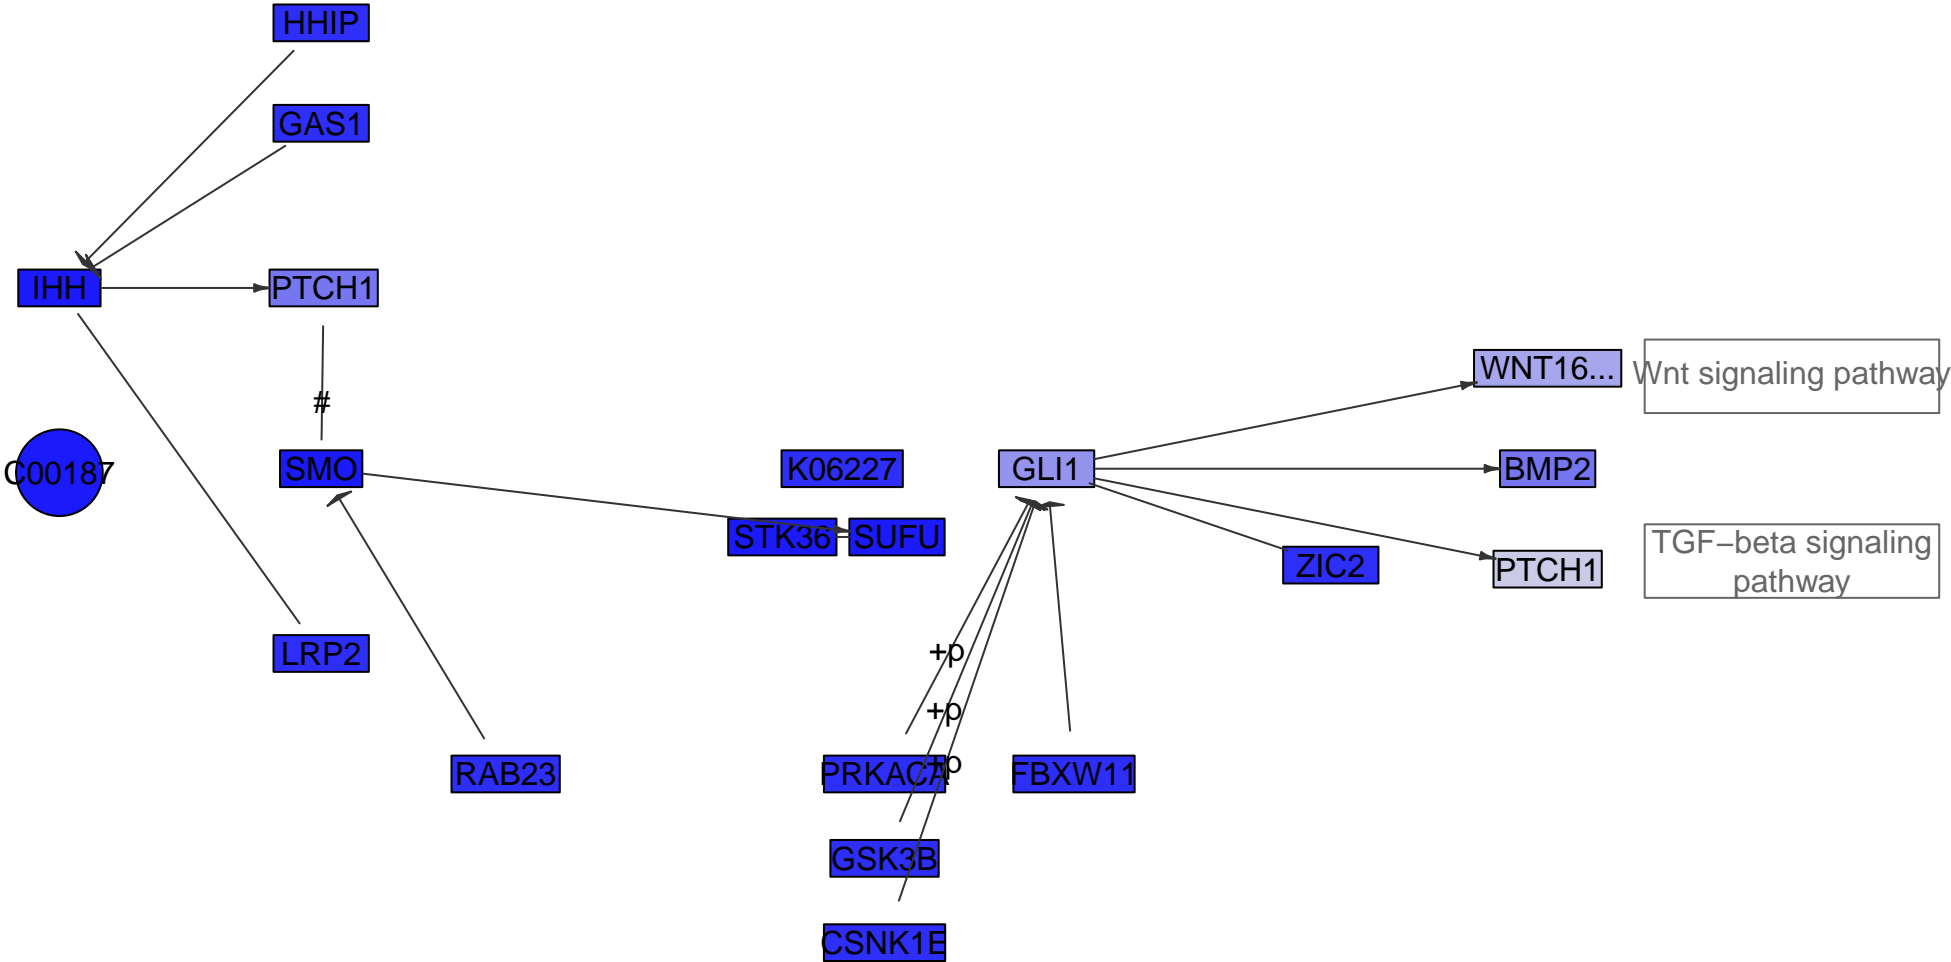 HHIP
GAS1
IHH
PTCH1
WNT16...
Wnt signaling pathway
#
C00187
SMO
K06227
GLI1
BMP2
STK36
SUFU
ZIC2
PTCH1
TGF−beta signaling
pathway
LRP2
+p
+p
+p
RAB23
PRKACA
FBXW11
GSK3B
CSNK1E